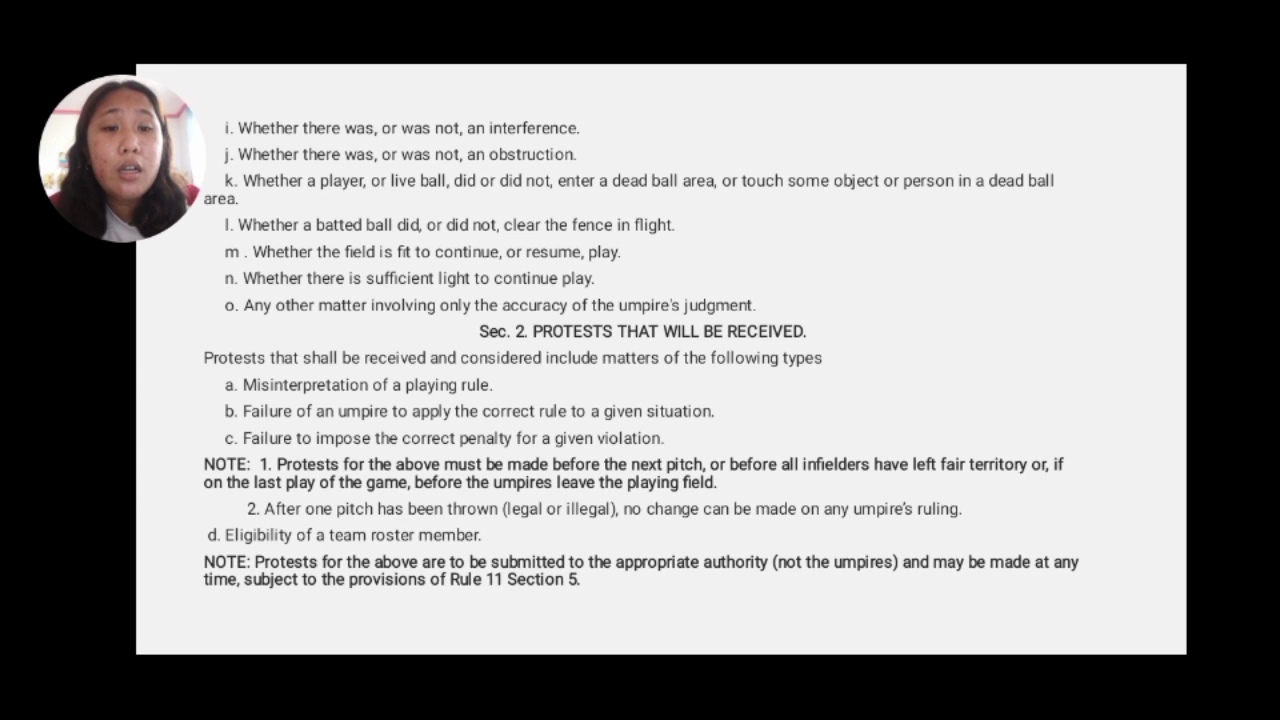 i. Whether there was, or was not, an interference.
j. Whether there was, or was not, an obstruction.
k. Whether a player, or live ball, did or did not, enter a dead ball area, or touch some object or person in a dead ball
area.
l. Whether a batted ball did, or did not, clear the fence in flight.
m . Whether the field is fit to continue, or resume, play.
n. Whether there is sufficient light to continue play.
o. Any other matter involving only the accuracy of the umpire's judgment.
Sec. 2. PROTESTS THAT WILL BE RECEIVED.
Protests that shall be received and considered include matters of the following types
a. Misinterpretation of a playing rule.
b. Failure of an umpire to apply the correct rule to a given situation.
c. Failure to impose the correct penalty for a given violation.
NOTE:  1. Protests for the above must be made before the next pitch, or before all infielders have left fair territory or, if
on the last play of the game, before the umpires leave the playing field.
2. After one pitch has been thrown (legal or illegal), no change can be made on any umpire's ruling.
d. Eligibility of a team roster member.
NOTE: Protests for the above are to be submitted to the appropriate authority (not the umpires) and may be made at any
time, subject to the provisions of Rule 11 Section 5.